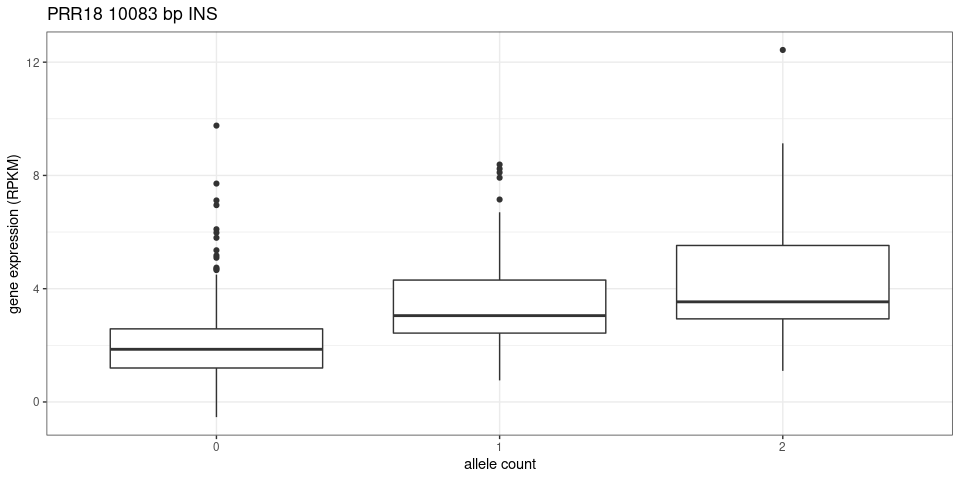 PRR18 10083 bp INS
gene expression (RPKM)
12
8
4
0
0 1 2
allele count